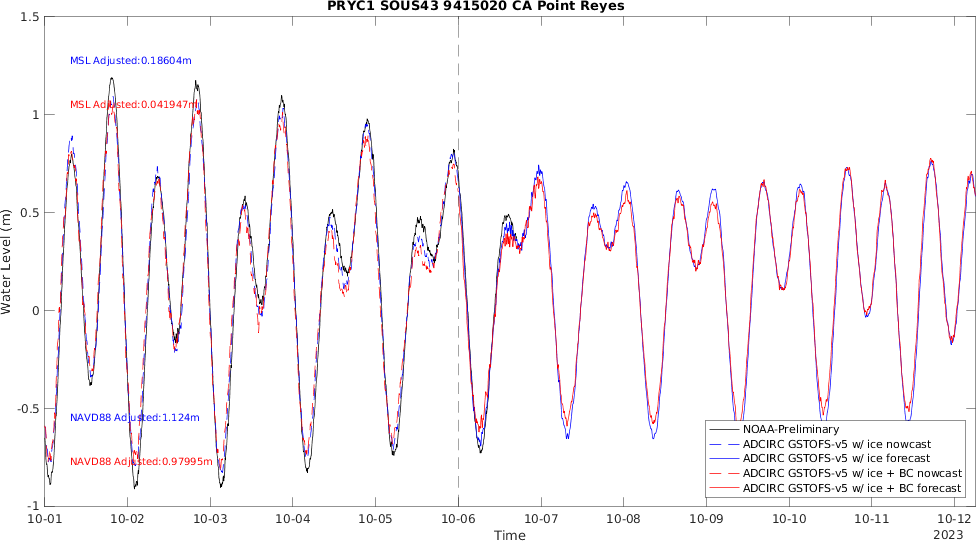 PRYC1 SOUS43 9415020 CA Point Reyes
1.5
1
0.5
0
-0.5
-1
Water Level (m)
MSL Adjusted:0.18604m
MSL Adjusted:0.041947m
NAVD88 Adjusted:1.124m
NAVD88 Adjusted:0.97995m
NOAA-Preliminary
ADCIRC GSTOFS-v5 w/ ice nowcast
ADCIRC GSTOFS-v5 w/ ice forecast
ADCIRC GSTOFS-v5 w/ ice + BC nowcast
ADCIRC GSTOFS-v5 w/ ice + BC forecast
10-01 10-02 10-03 10-04 10-05 10-06 10-07 10-08 10-09 10-10 10-11 10-12
2023
Time